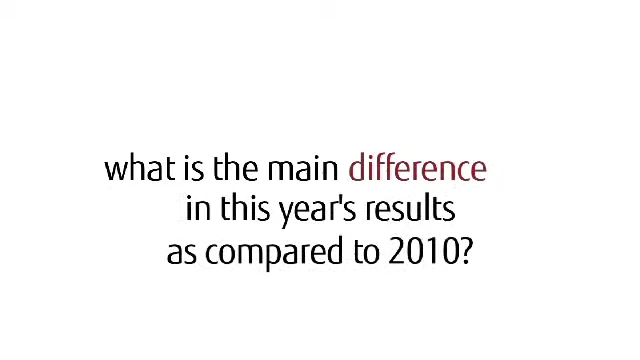 what is the main difference
in this year's results
as compared to 2010?